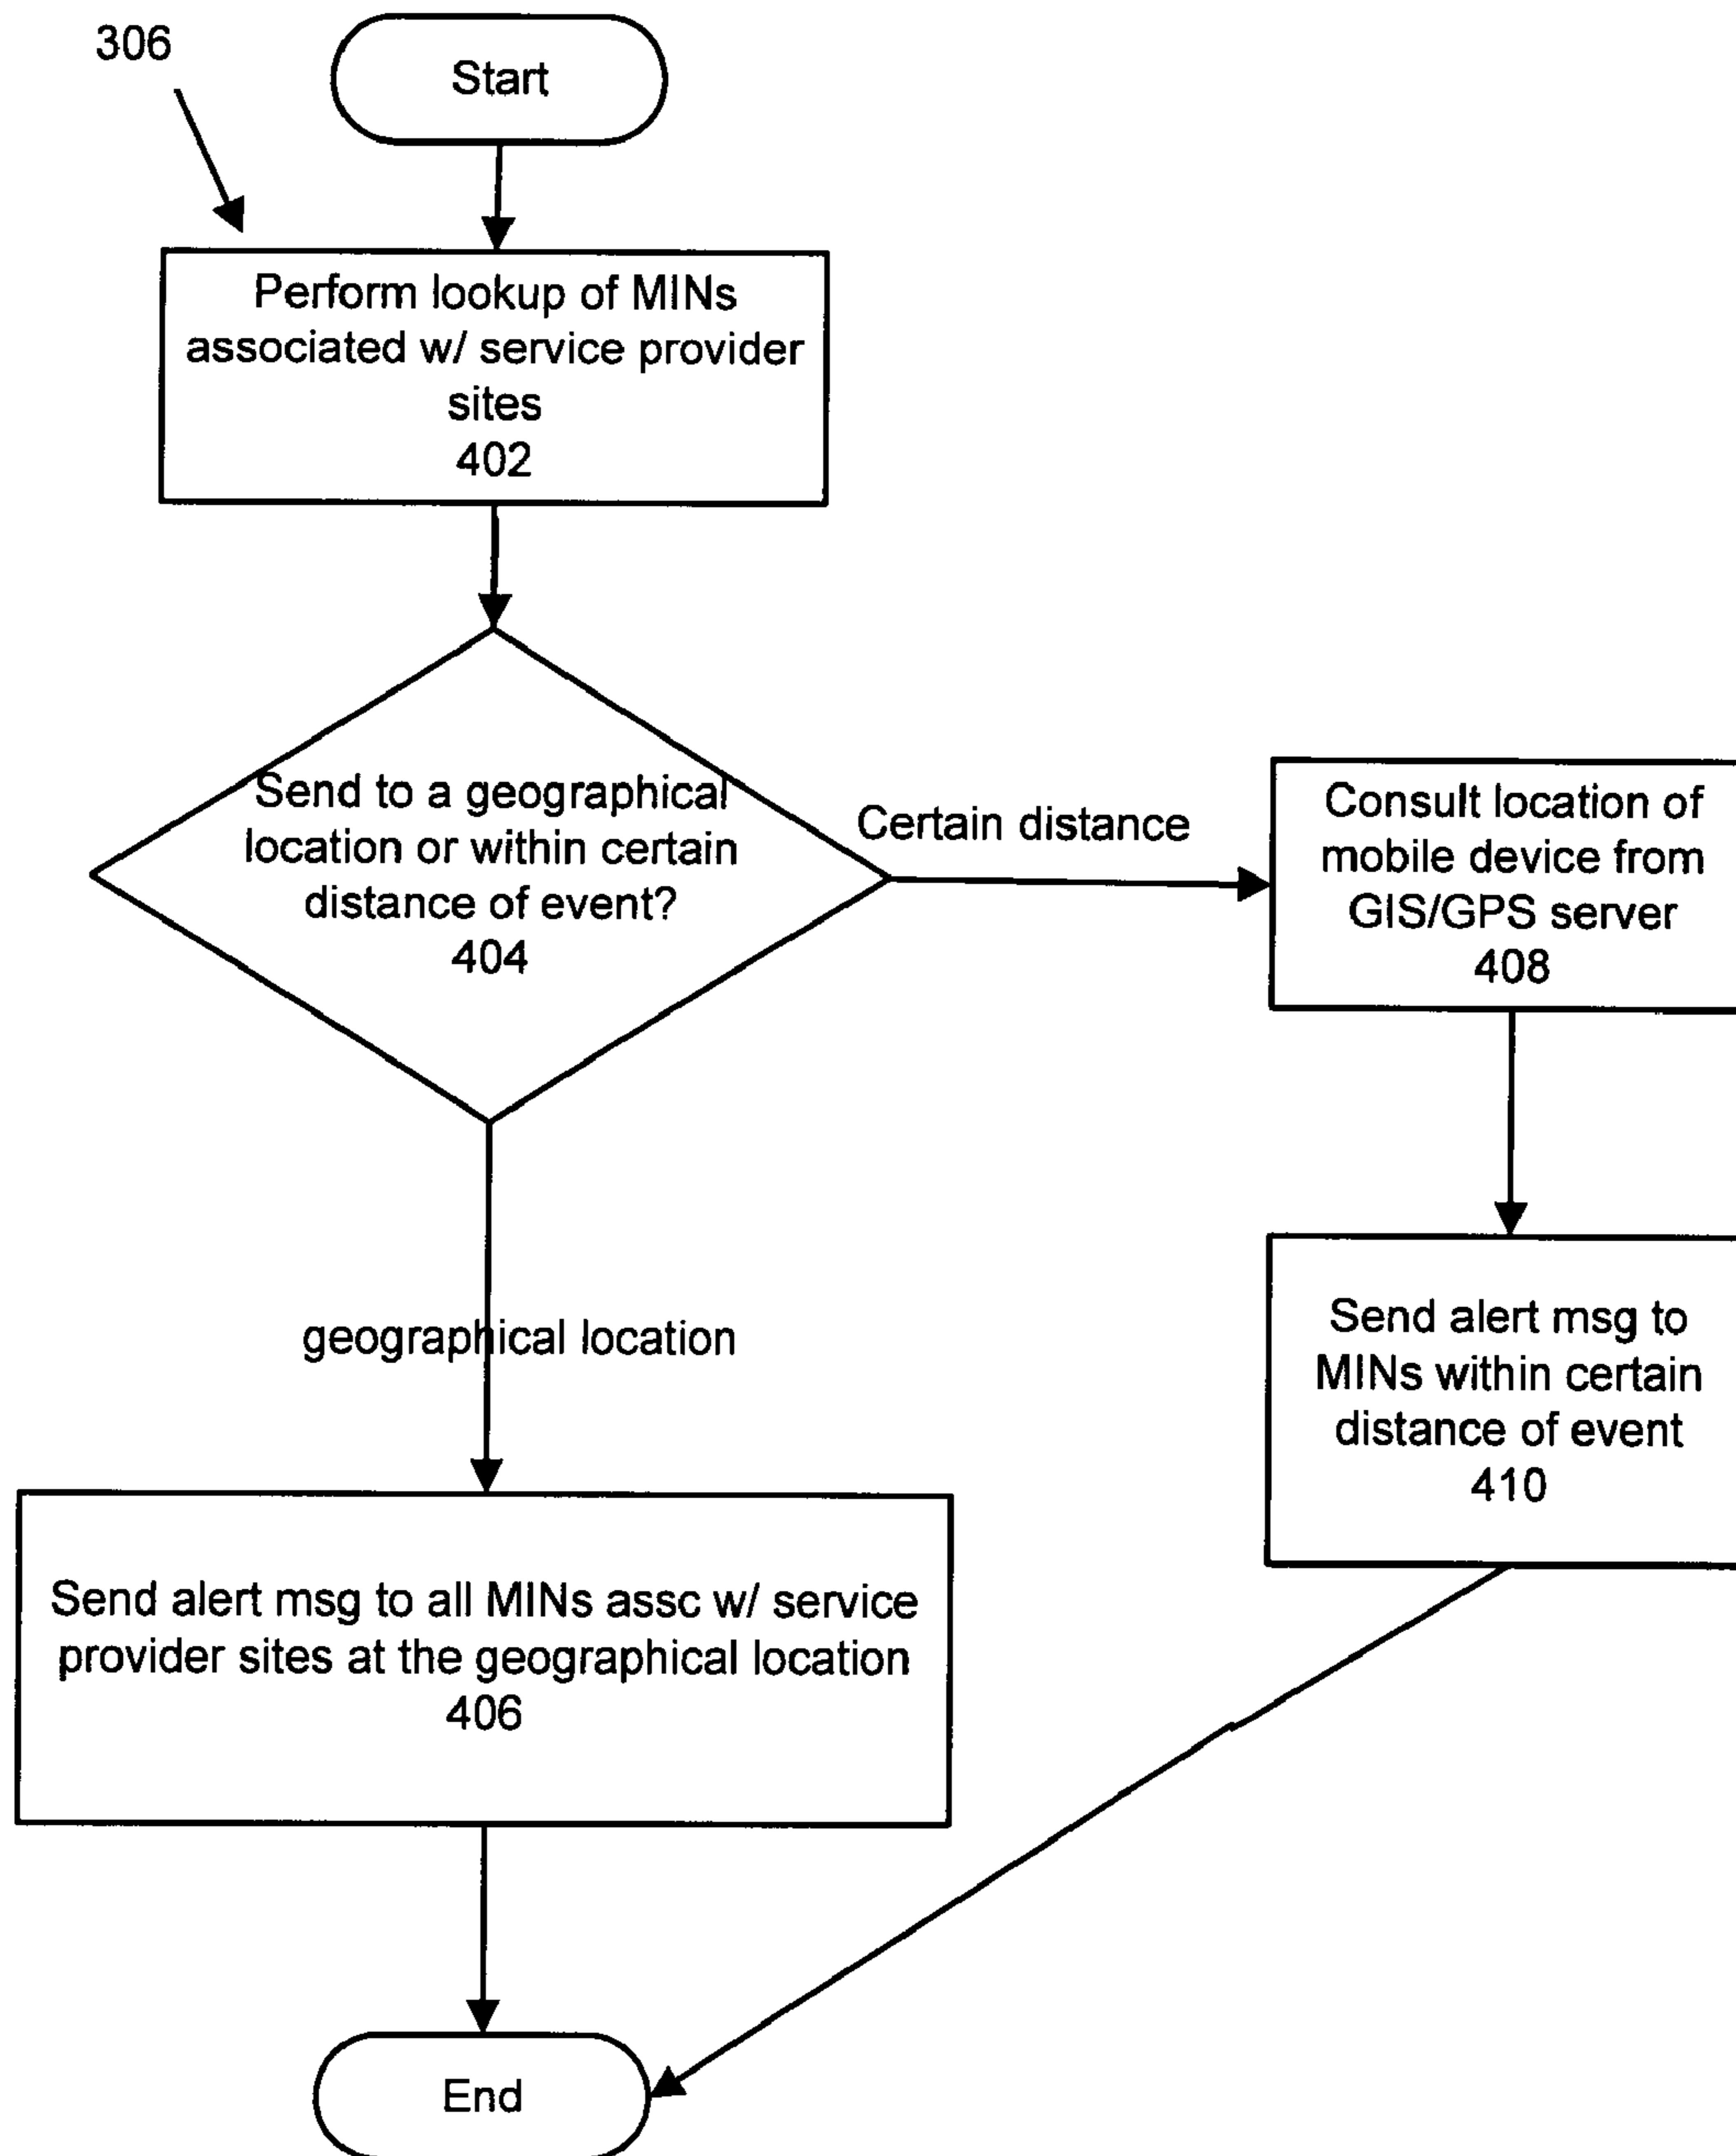 306
Start
Perform lookup of MINs
associated w/ service provider
sites
402
Send to a geographical
location or within certain
distance of event?
404
Certain distance
Consult location of
mobile device from
GIS/GPS server
408
geographical location
Send alert msg to
MINs within certain
distance of event
410
Send alert msg to all MINs assc w/ service
provider sites at the geographical location
406
End